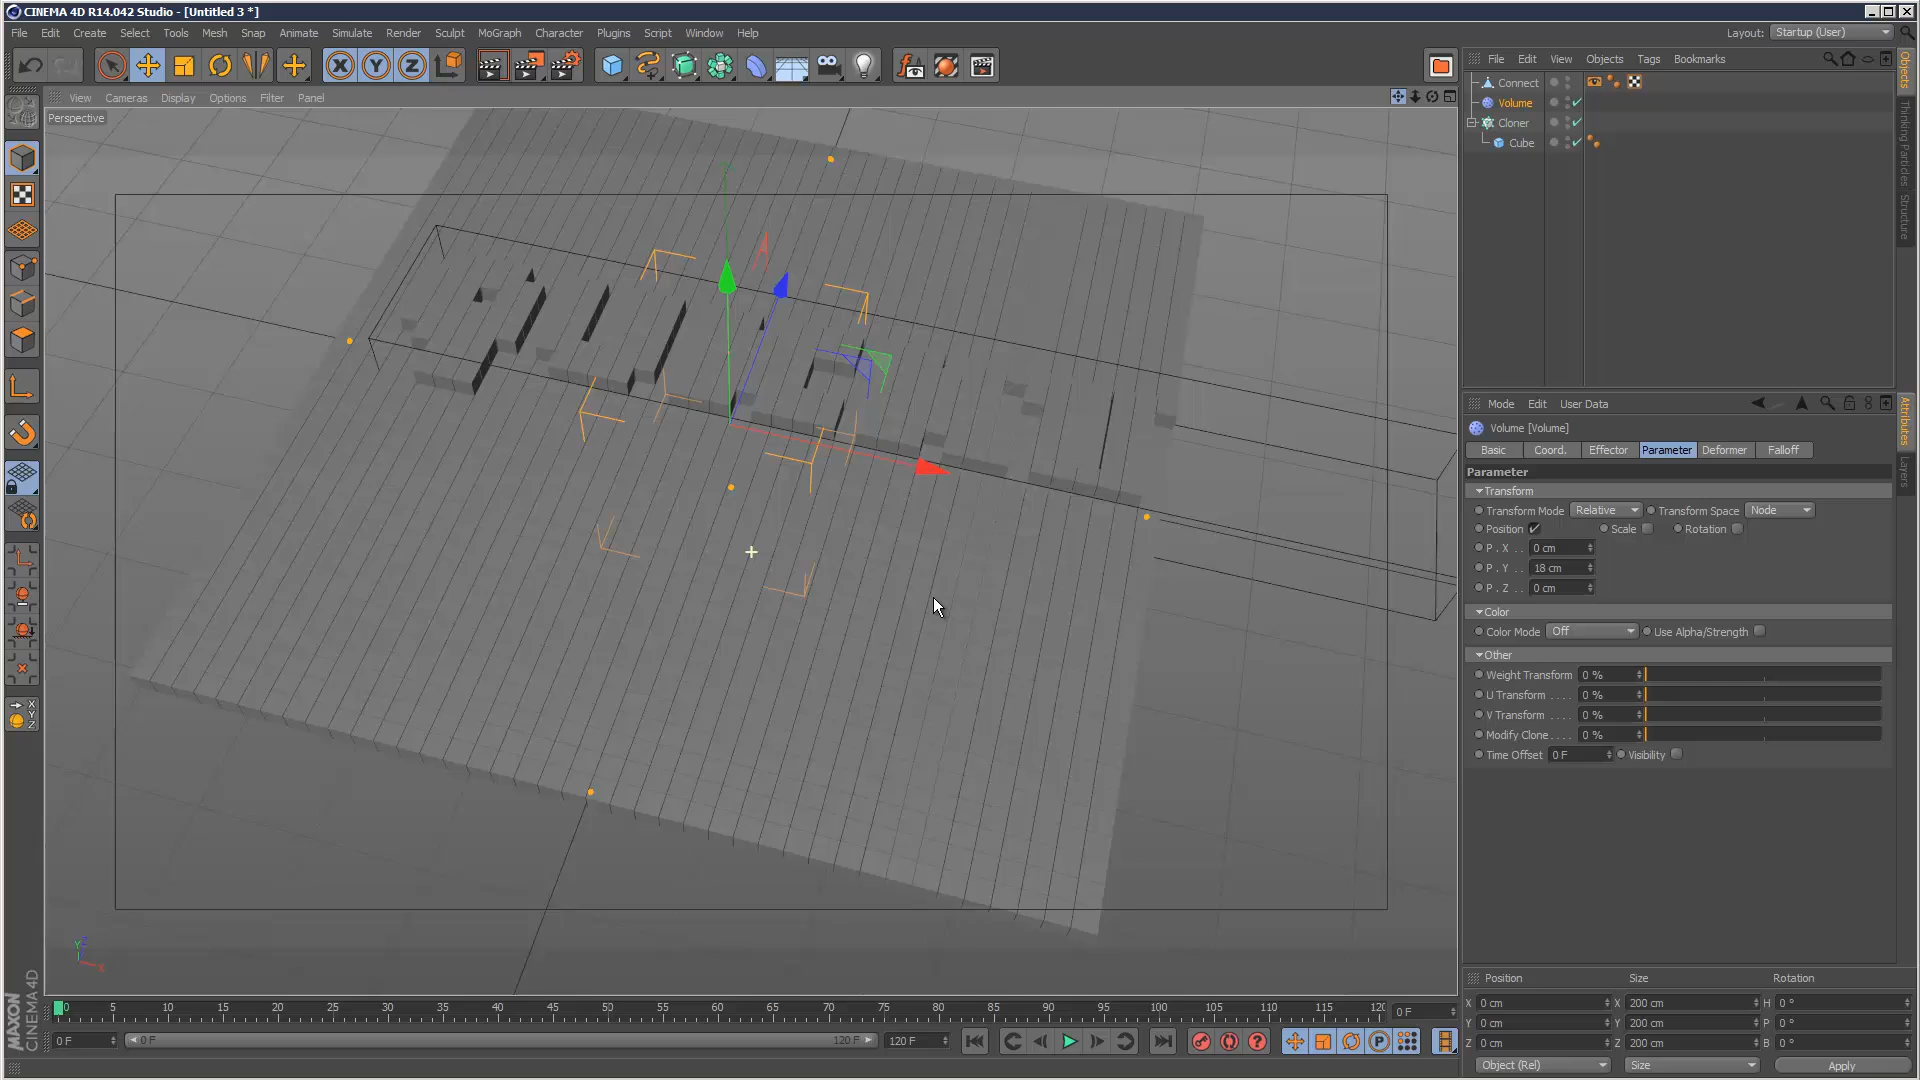 CINEMA 4D R14.042 Studio - [Untitled 3 *]
File Edit Create Select Tools Mesh Snap Animate Simulate Render Sculpt MoGraph Character Plugins Script Window Help
Layout: Startup (User)
X Y Z
File Edit View Objects Tags Bookmarks
View Cameras Display Options Filter Panel
Perspective
Connect
Volume
Cloner
Cube
Objects
Thinking Particles
Structure
Mode Edit User Data
Attributes
Layers
Volume [Volume]
Basic Coord. Effector Parameter Deformer Falloff
Parameter
Transform
Transform Mode Relative Transform Space Node
Position Scale Rotation
P . X . . 0 cm
P . Y . . 18 cm
P . Z . . 0 cm
Color
Color Mode Off Use Alpha/Strength
Other
Weight Transform 0 %
U Transform . . . . 0 %
V Transform . . . . 0 %
Modify Clone . . . . 0 %
Time Offset 0 F Visibility
X
Y
Z
Y Z
X
MAXON
CINEMA 4D
0 5 10 15 20 25 30 35 40 45 50 55 60 65 70 75 80 85 90 95 100 105 110 115 120 0 F
0 F 0 F 120 F 120 F
P
Position Size Rotation
X 0 cm X 200 cm H 0 °
Y 0 cm Y 200 cm P 0 °
Z 0 cm Z 200 cm B 0 °
Object (Rel) Size Apply